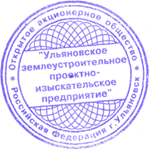 Открытое акционерное общество
"Ульяновское
землеустроительное
проектно-
изыскательское
предприятие"
Российская Федерация г. Ульяновск